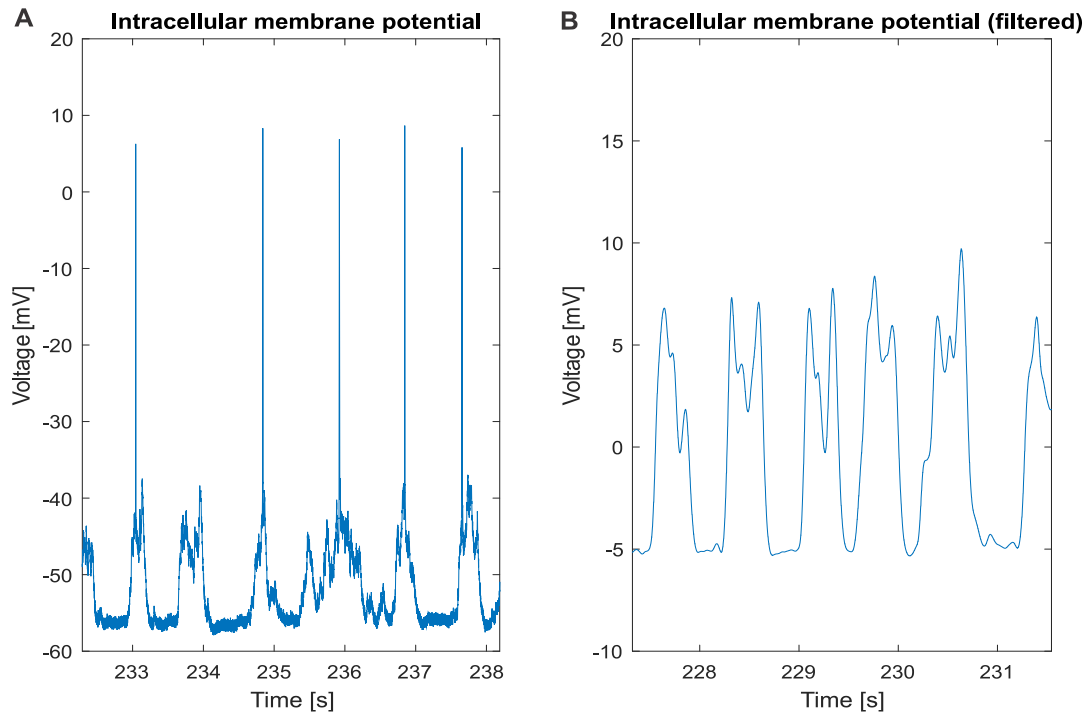 A Intracellular membrane potential
20
10
0
-10
-20
-30
-40
-50
-60
Voltage [mV]
233 234 235 236 237 238
Time [s]
B Intracellular membrane potential (filtered)
20
15
10
5
0
-5
-10
Voltage [mV]
228 229 230 231
Time [s]